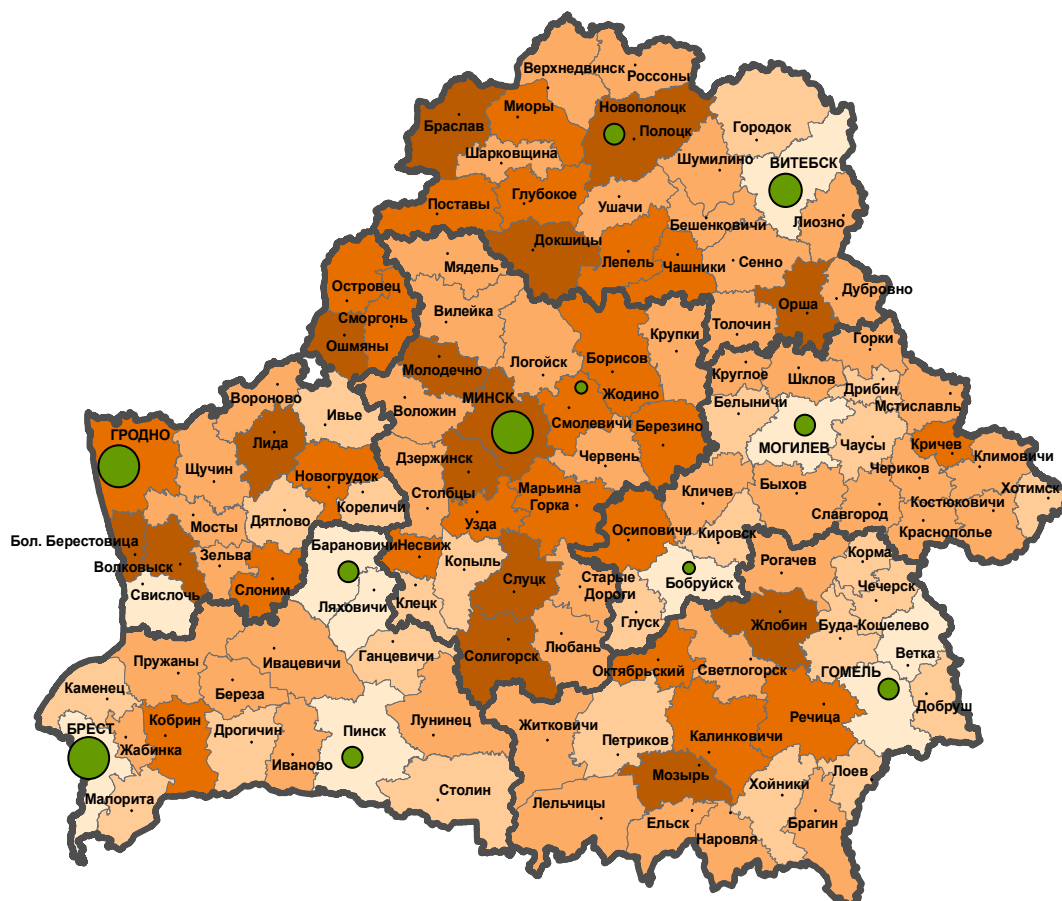 Верхнедвинск
Россоны
Браслав
Миоры
Новополоцк
Полоцк
Городок
Шарковщина
Шумилино
ВИТЕБСК
Поставы
Глубокое
Ушачи
Бешенковичи
Лиозно
Докшицы
Лепель
Чашники
Сенно
Мядель
Островец
Сморгонь
Ошмяны
Вилейка
Орша
Дубровно
Толочин
Крупки
Горки
Логойск
Борисов
Молодечно
Круглое
Шклов
Дрибин
Мстиславль
Вороново
Ивье
Воложин
МИНСК
Жодино
Смолевичи
Березино
Белыничи
МОГИЛЕВ
Чаусы
Кричев
Климовичи
ГРОДНО
Лида
Щучин
Новогрудок
Дзержинск
Червень
Чериков
Хотимск
Столбцы
Марьина
Горка
Узда
Кличев
Быхов
Славгород
Костюковичи
Краснополье
Мосты
Дятлово
Кореличи
Бол. Берестовица
Волковыск
Зельва
Барановичи
Несвиж
Копыль
Осиповичи
Кировск
Свислочь
Слоним
Ляховичи
Клецк
Слуцк
Старые
Дороги
Бобруйск
Рогачев
Корма
Чечерск
Глуск
Жлобин
Буда-Кошелево
Ветка
Пружаны
Ивацевичи
Ганцевичи
Солигорск
Любань
Октябрьский
Светлогорск
ГОМЕЛЬ
Каменец
Береза
Добруш
БРЕСТ
Кобрин
Жабинка
Дрогичин
Иваново
Пинск
Лунинец
Житковичи
Петриков
Калинковичи
Речица
Малорита
Столин
Лельчицы
Мозырь
Хойники
Лоев
Ельск
Наровля
Брагин